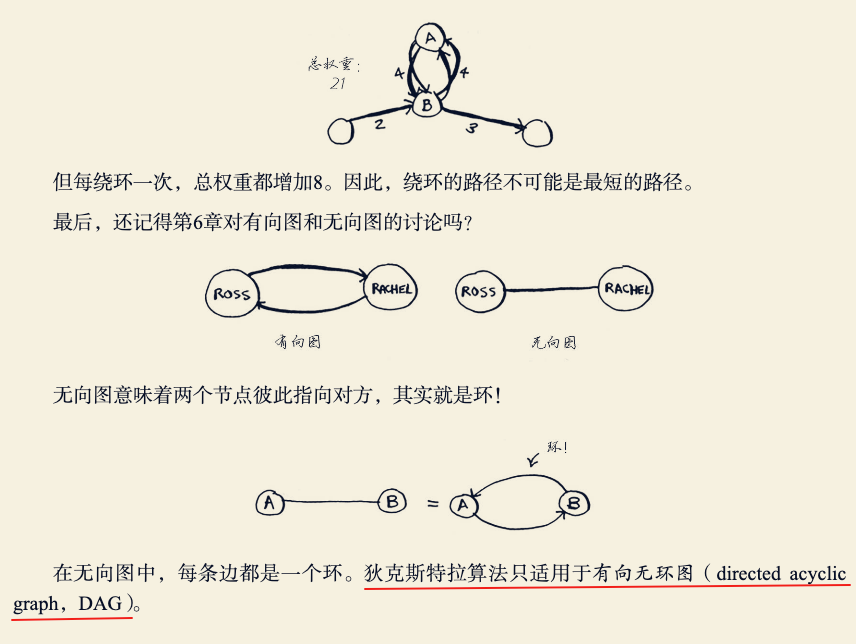 A
总权重：
21
4 4
B
2 3
但每绕环一次，总权重都增加8。因此，绕环的路径不可能是最短的路径。
最后，还记得第6章对有向图和无向图的讨论吗？
ROSS RACHEL ROSS RACHEL
有向图 无向图
无向图意味着两个节点彼此指向对方，其实就是环！
环！
A B = A B
在无向图中，每条边都是一个环。狄克斯特拉算法只适用于有向无环图（directed acyclic
graph，DAG）。